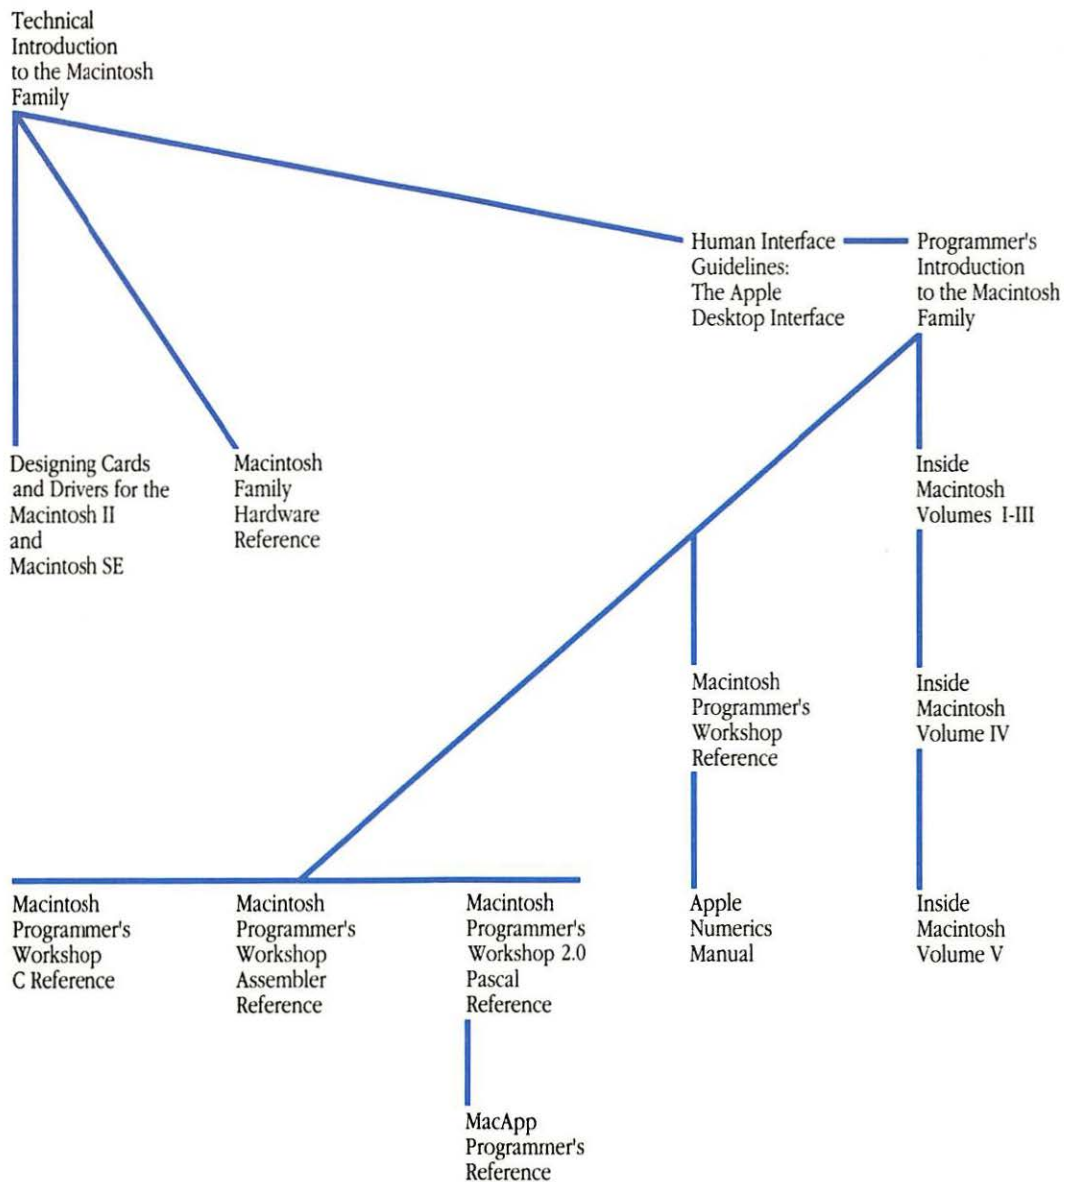 Technical
Introduction
to the Macintosh
Family
Human Interface
Guidelines:
The Apple
Desktop Interface
Programmer's
Introduction
to the Macintosh
Family
Designing Cards
and Drivers for the
Macintosh II
and
Macintosh SE
Macintosh
Family
Hardware
Reference
Inside
Macintosh
Volumes I-III
Macintosh
Programmer's
Workshop
Reference
Inside
Macintosh
Volume IV
Macintosh
Programmer's
Workshop
C Reference
Macintosh
Programmer's
Workshop
Assembler
Reference
Macintosh
Programmer's
Workshop 2.0
Pascal
Reference
Apple
Numerics
Manual
Inside
Macintosh
Volume V
MacApp
Programmer's
Reference